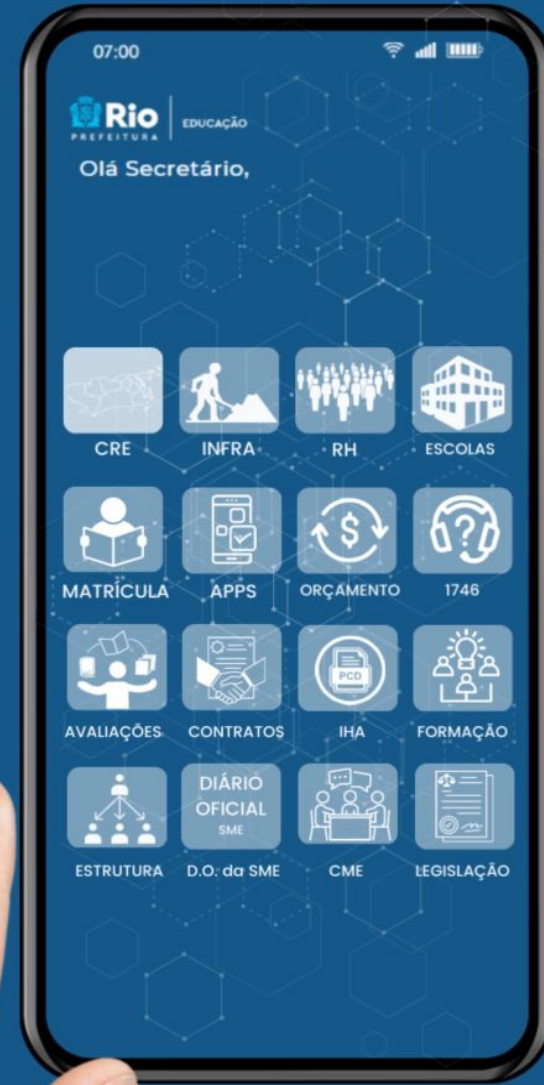 07:00
Rio
PREFEITURA
EDUCAÇÃO
Olá Secretário,
CRE INFRA RH ESCOLAS
MATRÍCULA APPS ORÇAMENTO 1746
PCD
AVALIAÇÕES CONTRATOS IHA FORMAÇÃO
DIÁRIO
OFICIAL
SME
ESTRUTURA D.O. da SME CME LEGISLAÇÃO